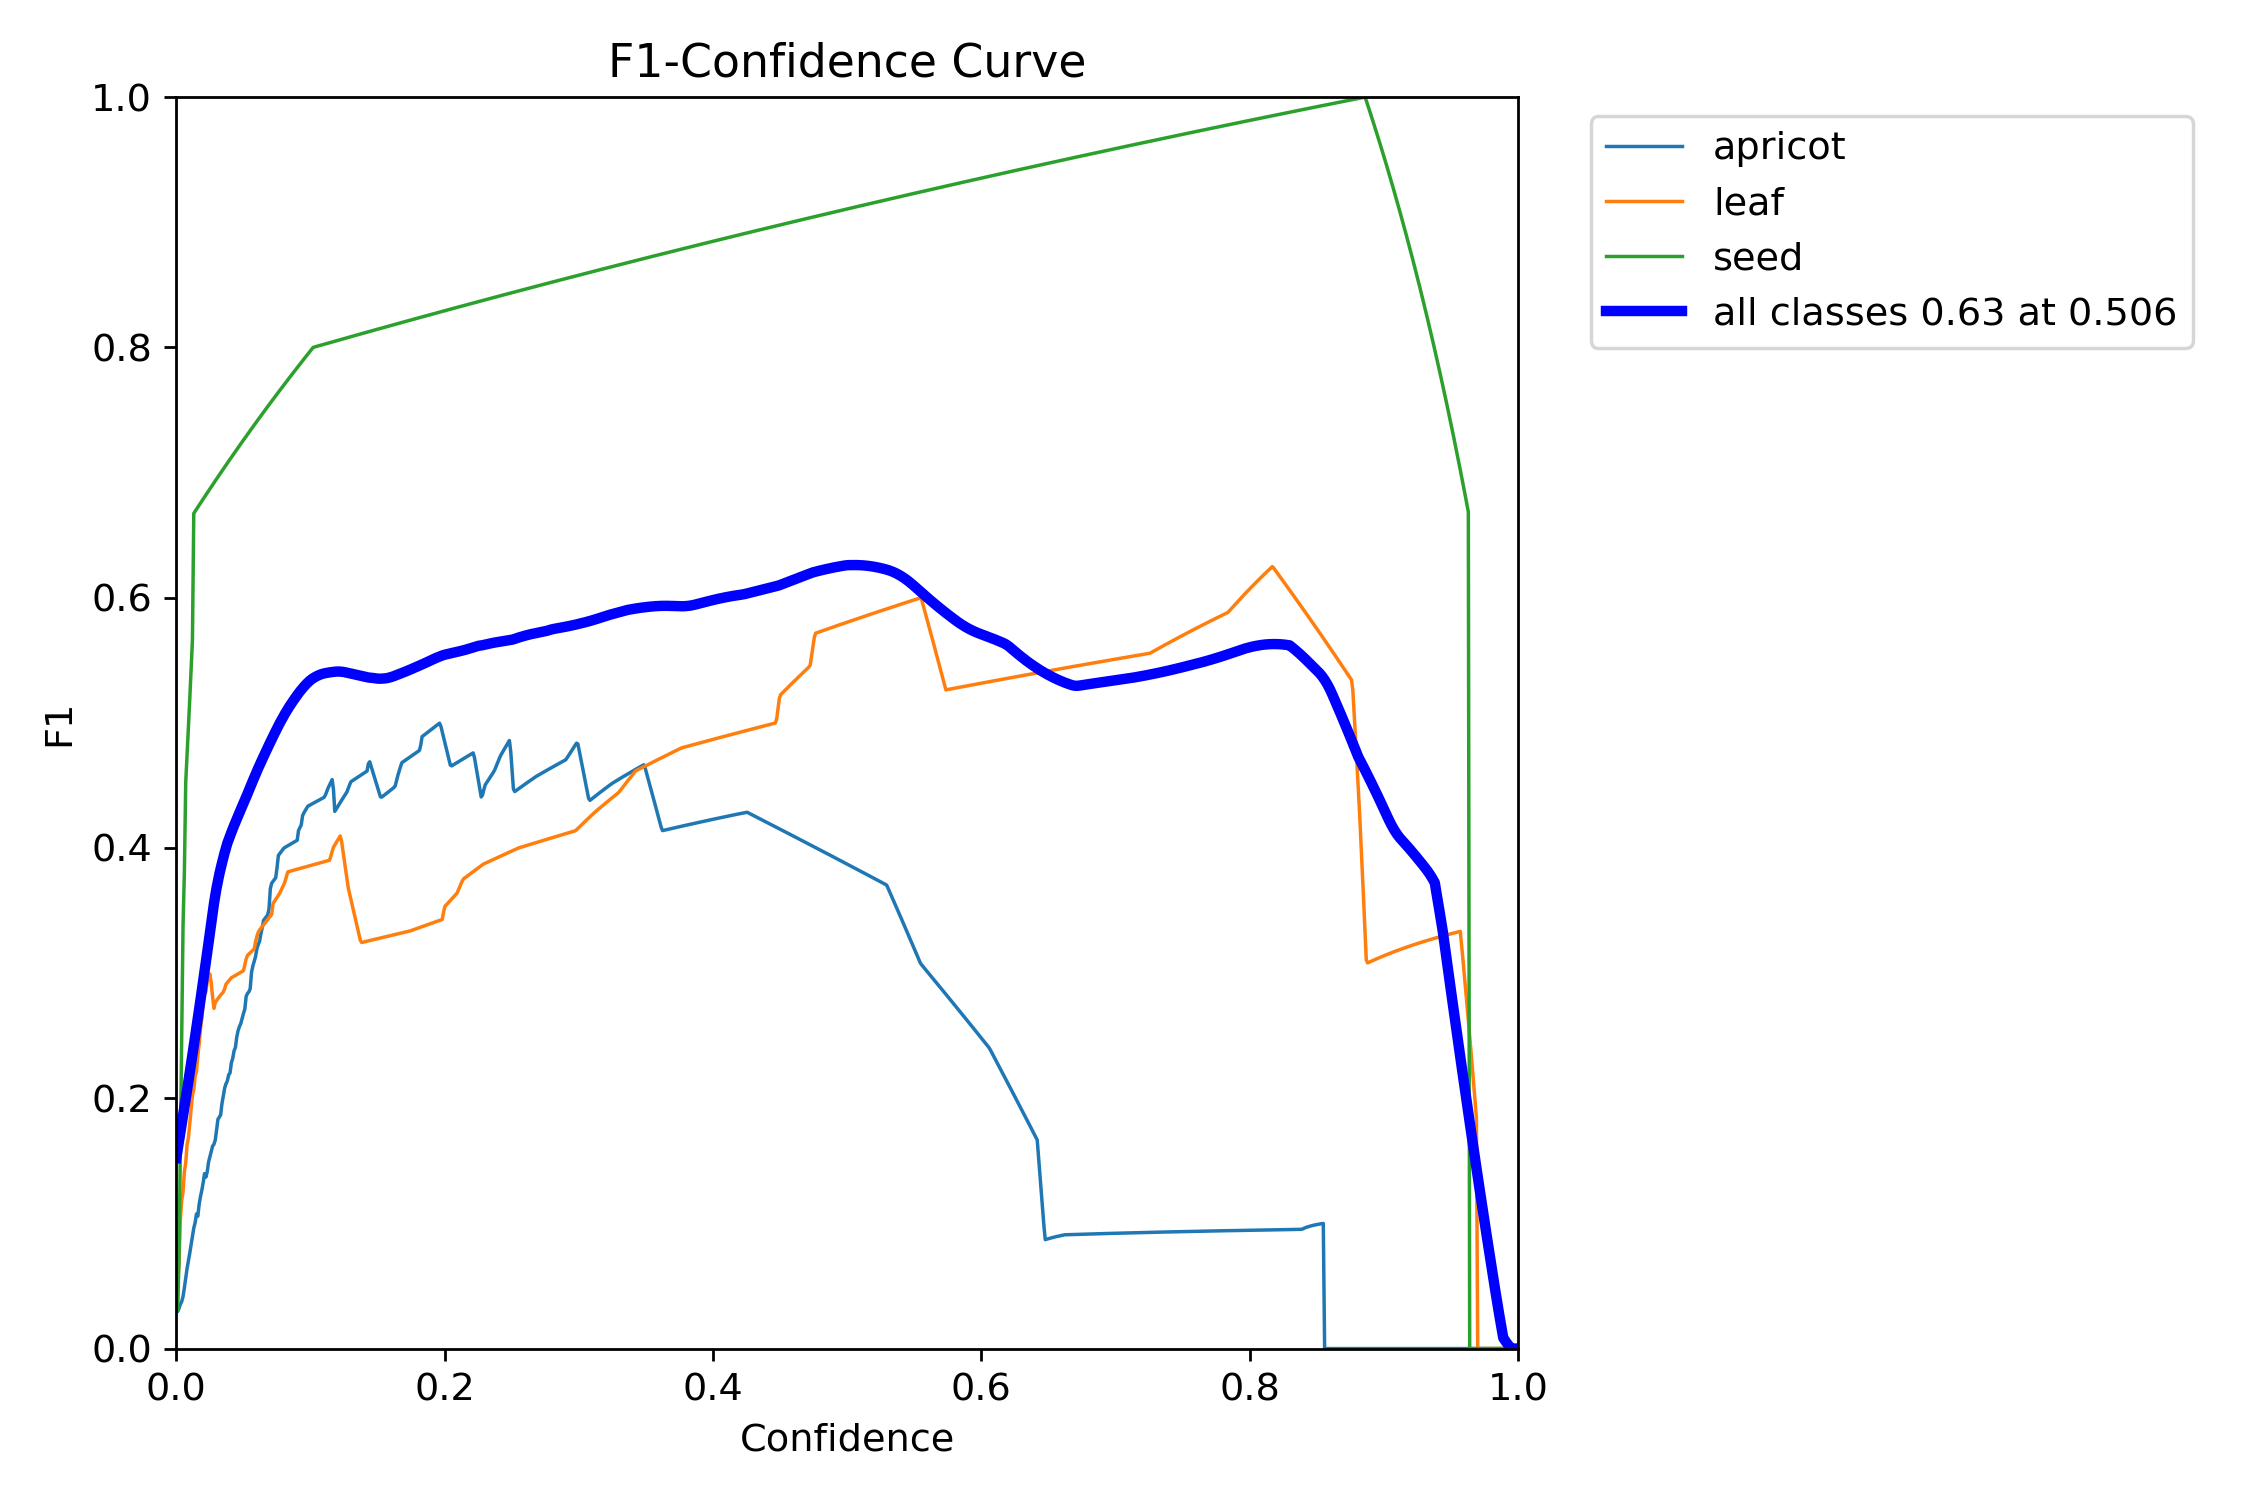 F1-Confidence Curve
1.0
0.8
0.6
0.4
0.2
0.0
F1
0.0 0.2 0.4 0.6 0.8 1.0
Confidence
apricot
leaf
seed
all classes 0.63 at 0.506